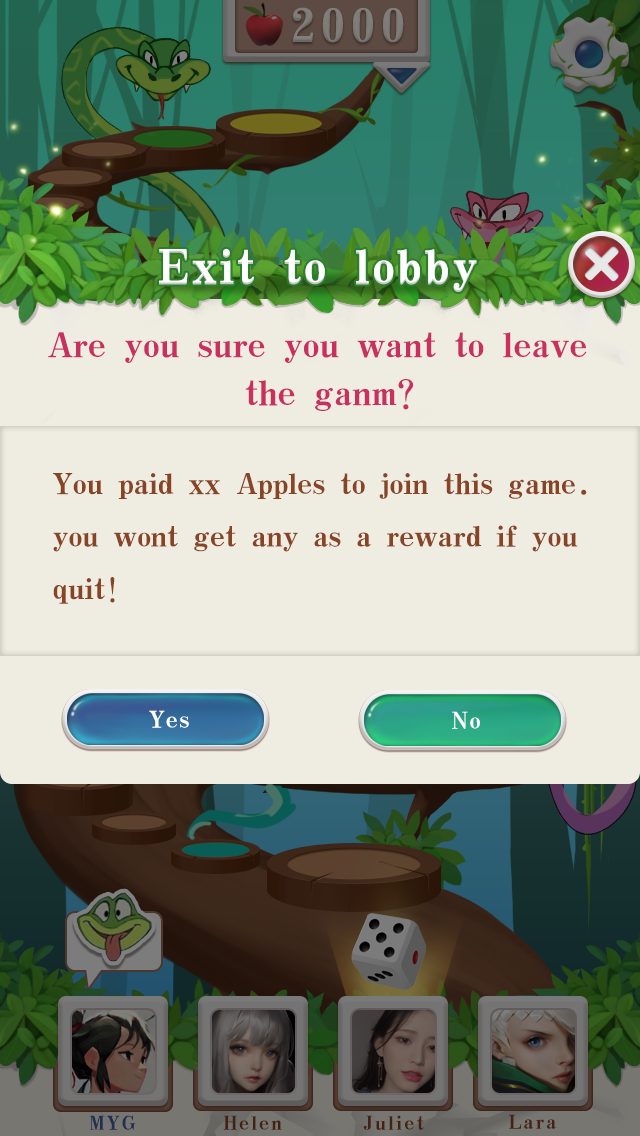 2000
Exit to lobby
Are you sure you want to leave
the ganm?
You paid xx Apples to join this game.
you wont get any as a reward if you
quit!
Yes No
MYG Helen Juliet Lara